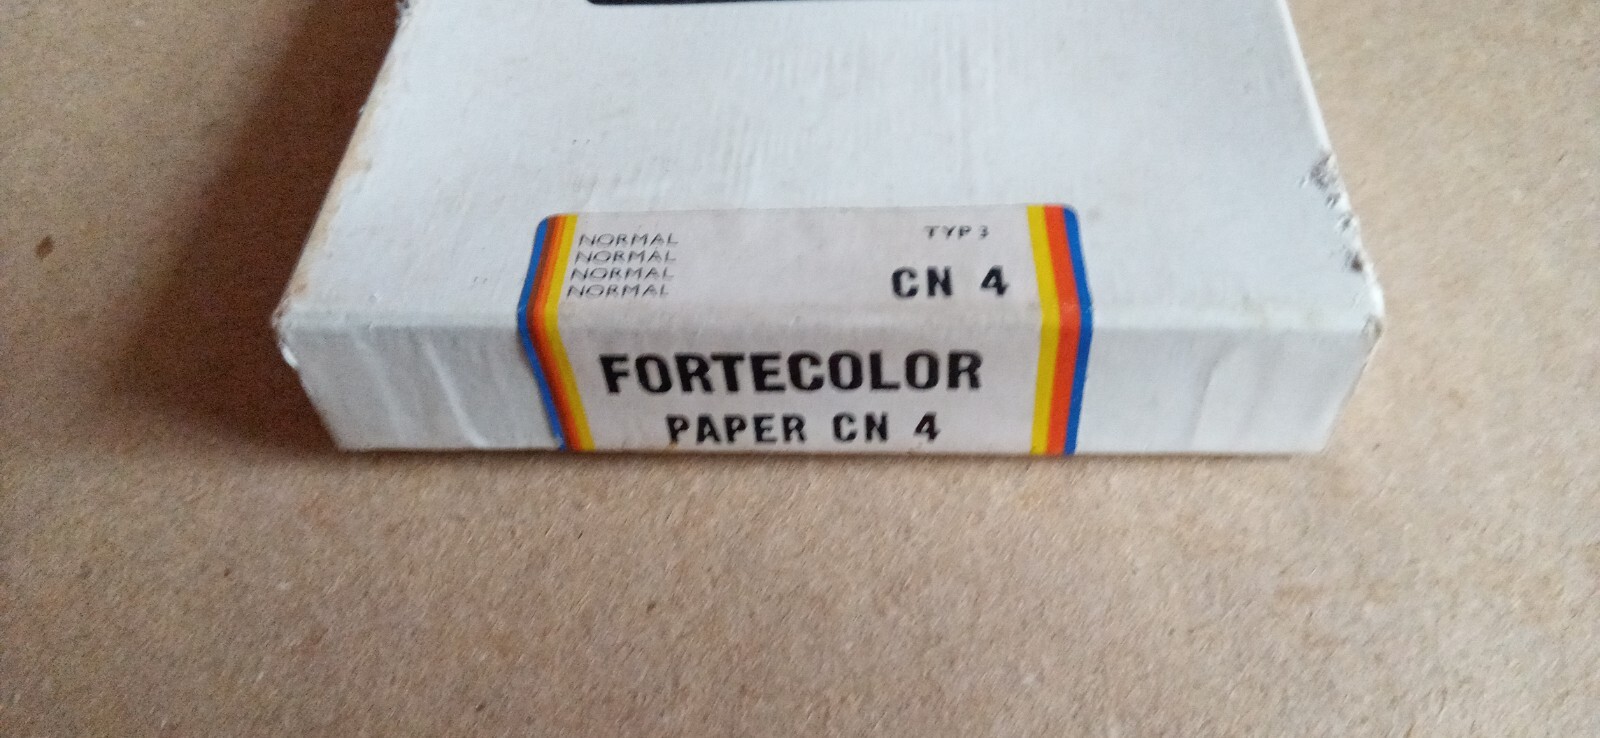 NORMAL
NORMAL
NORMAL
NORMAL
TYP 3
CN 4
FORTECOLOR
PAPER CN 4